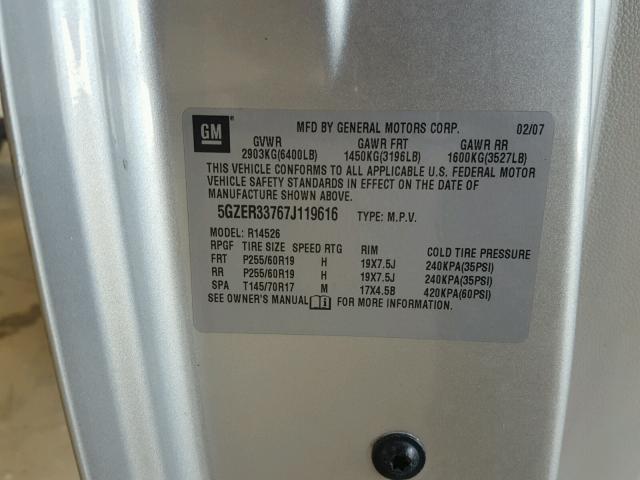 GM
MFD BY GENERAL MOTORS CORP. 02/07
GVWR GAWR FRT GAWR RR
2903KG(6400LB) 1450KG(3196LB) 1600KG(3527LB)
THIS VEHICLE CONFORMS TO ALL APPLICABLE U.S. FEDERAL MOTOR
VEHICLE SAFETY STANDARDS IN EFFECT ON THE DATE OF
MANUFACTURE SHOWN ABOVE.
5GZER33767J119616 TYPE: M.P.V.
MODEL: R14526
RPGF TIRE SIZE SPEED RTG RIM COLD TIRE PRESSURE
FRT P255/60R19 H 19X7.5J 240KPA(35PSI)
RR P255/60R19 H 19X7.5J 240KPA(35PSI)
SPA T145/70R17 M 17X4.5B 420KPA(60PSI)
SEE OWNER'S MANUAL FOR MORE INFORMATION.